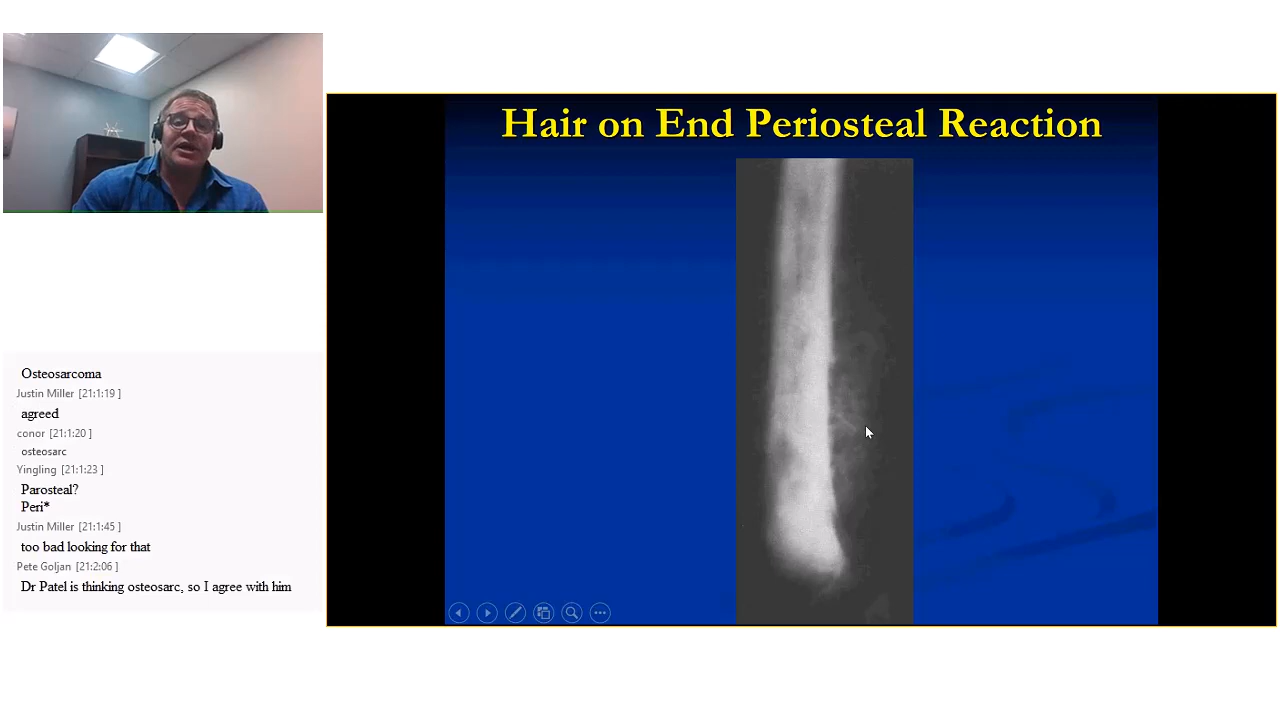 Hair on End Periosteal Reaction
Osteosarcoma
Justin Miller [21:1:19 ]
agreed
conor [21:1:20 ]
osteosarc
Yingling [21:1:23 ]
Parosteal?
Peri*
Justin Miller [21:1:45 ]
too bad looking for that
Pete Goljan [21:2:06 ]
Dr Patel is thinking osteosarc, so I agree with him